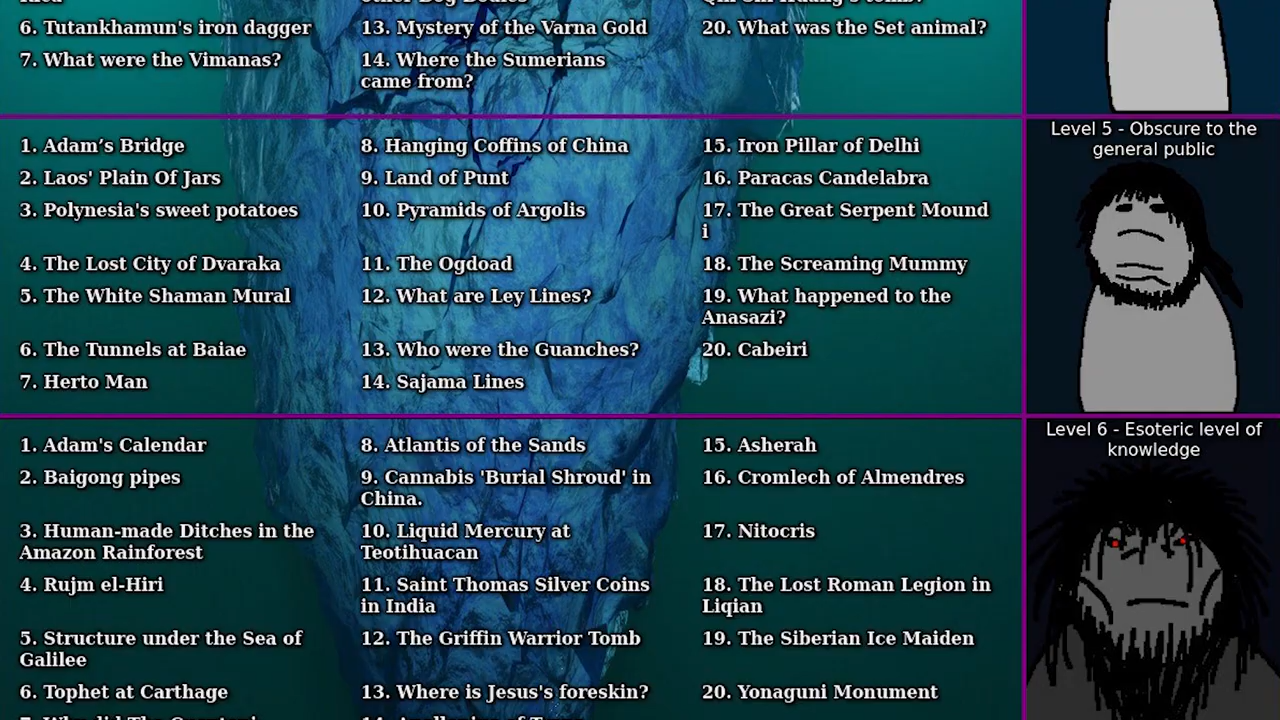 6. Tutankhamun's iron dagger
7. What were the Vimanas?
13. Mystery of the Varna Gold
14. Where the Sumerians
came from?
20. What was the Set animal?
Level 5 - Obscure to the
general public
1. Adam’s Bridge
2. Laos' Plain Of Jars
3. Polynesia's sweet potatoes
4. The Lost City of Dvaraka
5. The White Shaman Mural
6. The Tunnels at Baiae
7. Herto Man
8. Hanging Coffins of China
9. Land of Punt
10. Pyramids of Argolis
11. The Ogdoad
12. What are Ley Lines?
13. Who were the Guanches?
14. Sajama Lines
15. Iron Pillar of Delhi
16. Paracas Candelabra
17. The Great Serpent Mound
i
18. The Screaming Mummy
19. What happened to the
Anasazi?
20. Cabeiri
Level 6 - Esoteric level of
knowledge
1. Adam's Calendar
2. Baigong pipes
3. Human-made Ditches in the
Amazon Rainforest
4. Rujm el-Hiri
5. Structure under the Sea of
Galilee
6. Tophet at Carthage
8. Atlantis of the Sands
9. Cannabis 'Burial Shroud' in
China.
10. Liquid Mercury at
Teotihuacan
11. Saint Thomas Silver Coins
in India
12. The Griffin Warrior Tomb
13. Where is Jesus's foreskin?
15. Asherah
16. Cromlech of Almendres
17. Nitocris
18. The Lost Roman Legion in
Liqian
19. The Siberian Ice Maiden
20. Yonaguni Monument